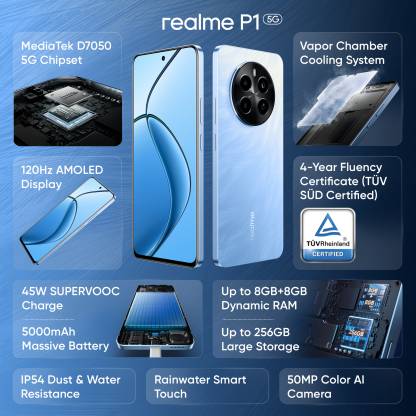 realme P1 5G
MediaTek D7050
5G Chipset
Vapor Chamber
Cooling System
120Hz AMOLED
Display
realme
4-Year Fluency
Certificate (TÜV
SÜD Certified)
TÜVRheinland
CERTIFIED
45W SUPERVOOC
Charge
5000mAh
Massive Battery
Up to 8GB+8GB
Dynamic RAM
Up to 256GB
Large Storage
IP54 Dust & Water
Resistance
Rainwater Smart
Touch
50MP Color AI
Camera